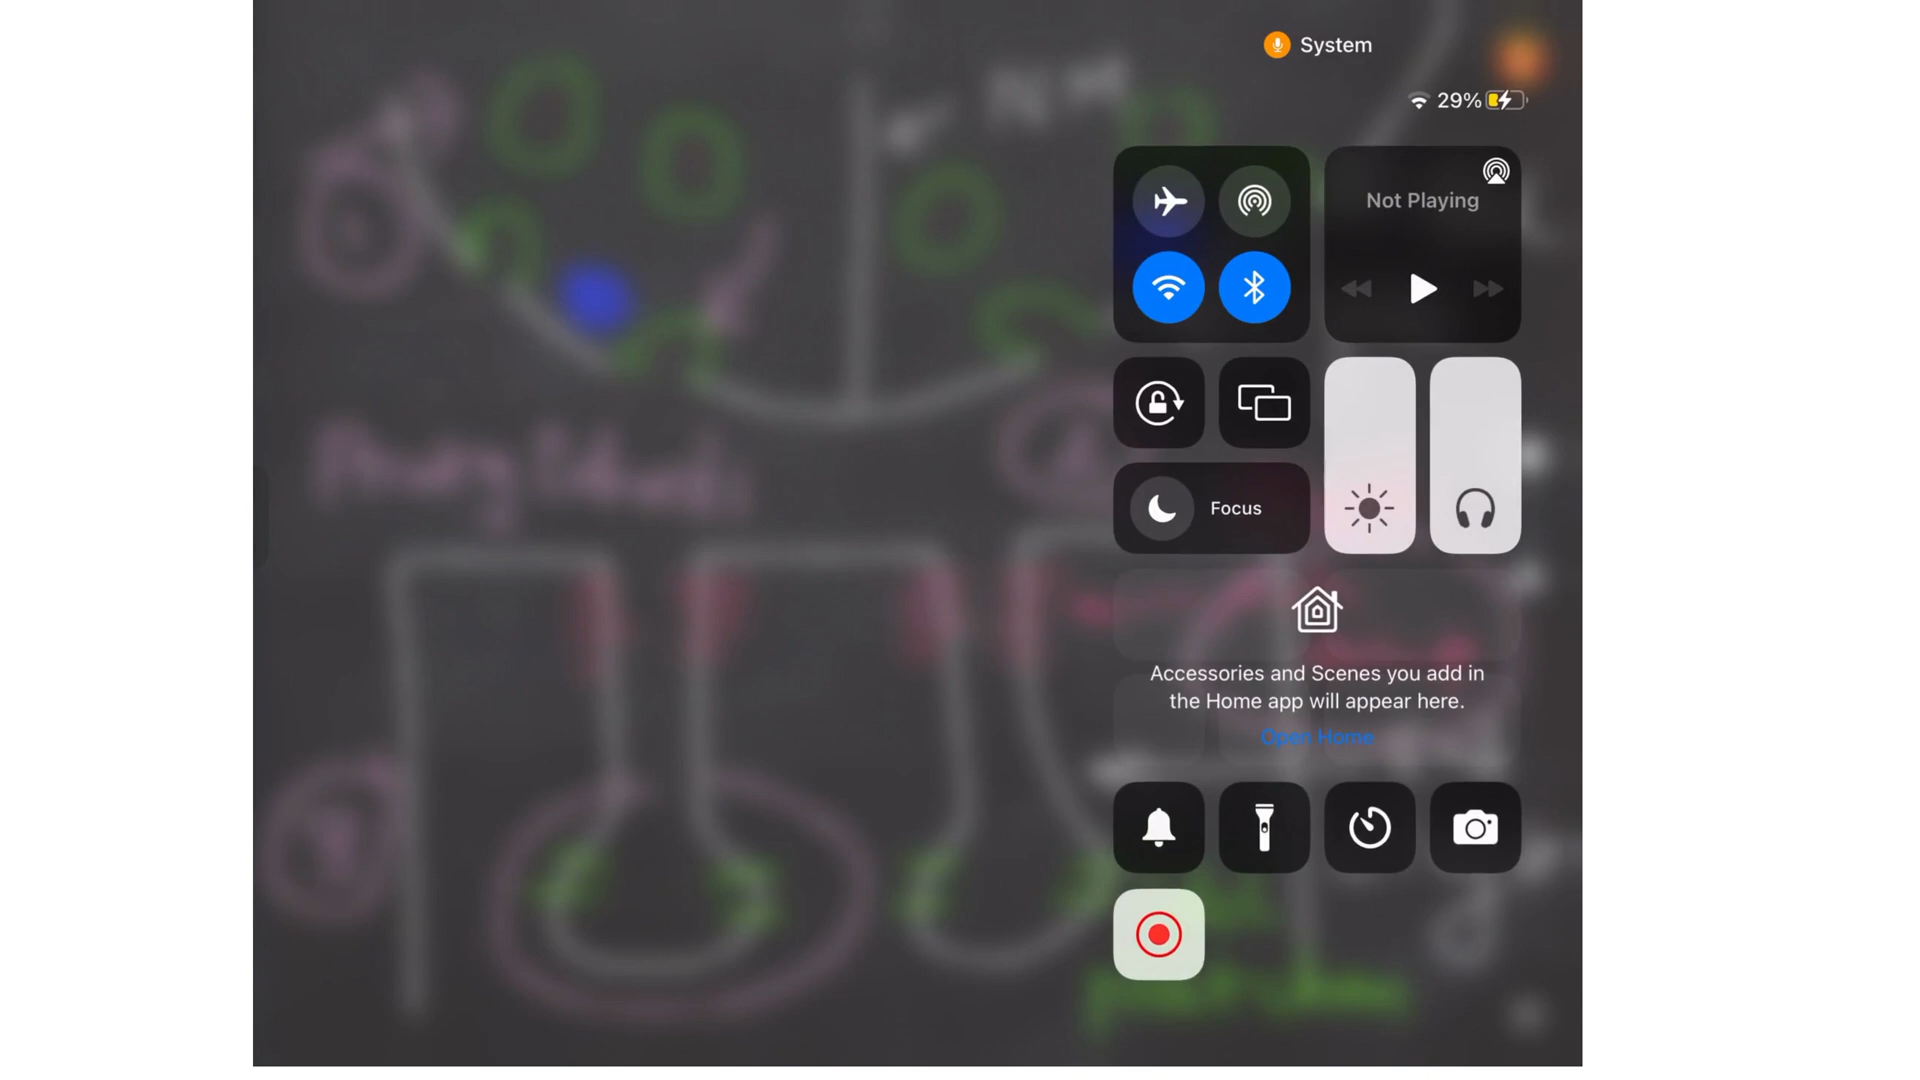 System
29%
Not Playing
Focus
Accessories and Scenes you add in
the Home app will appear here.
Open Home